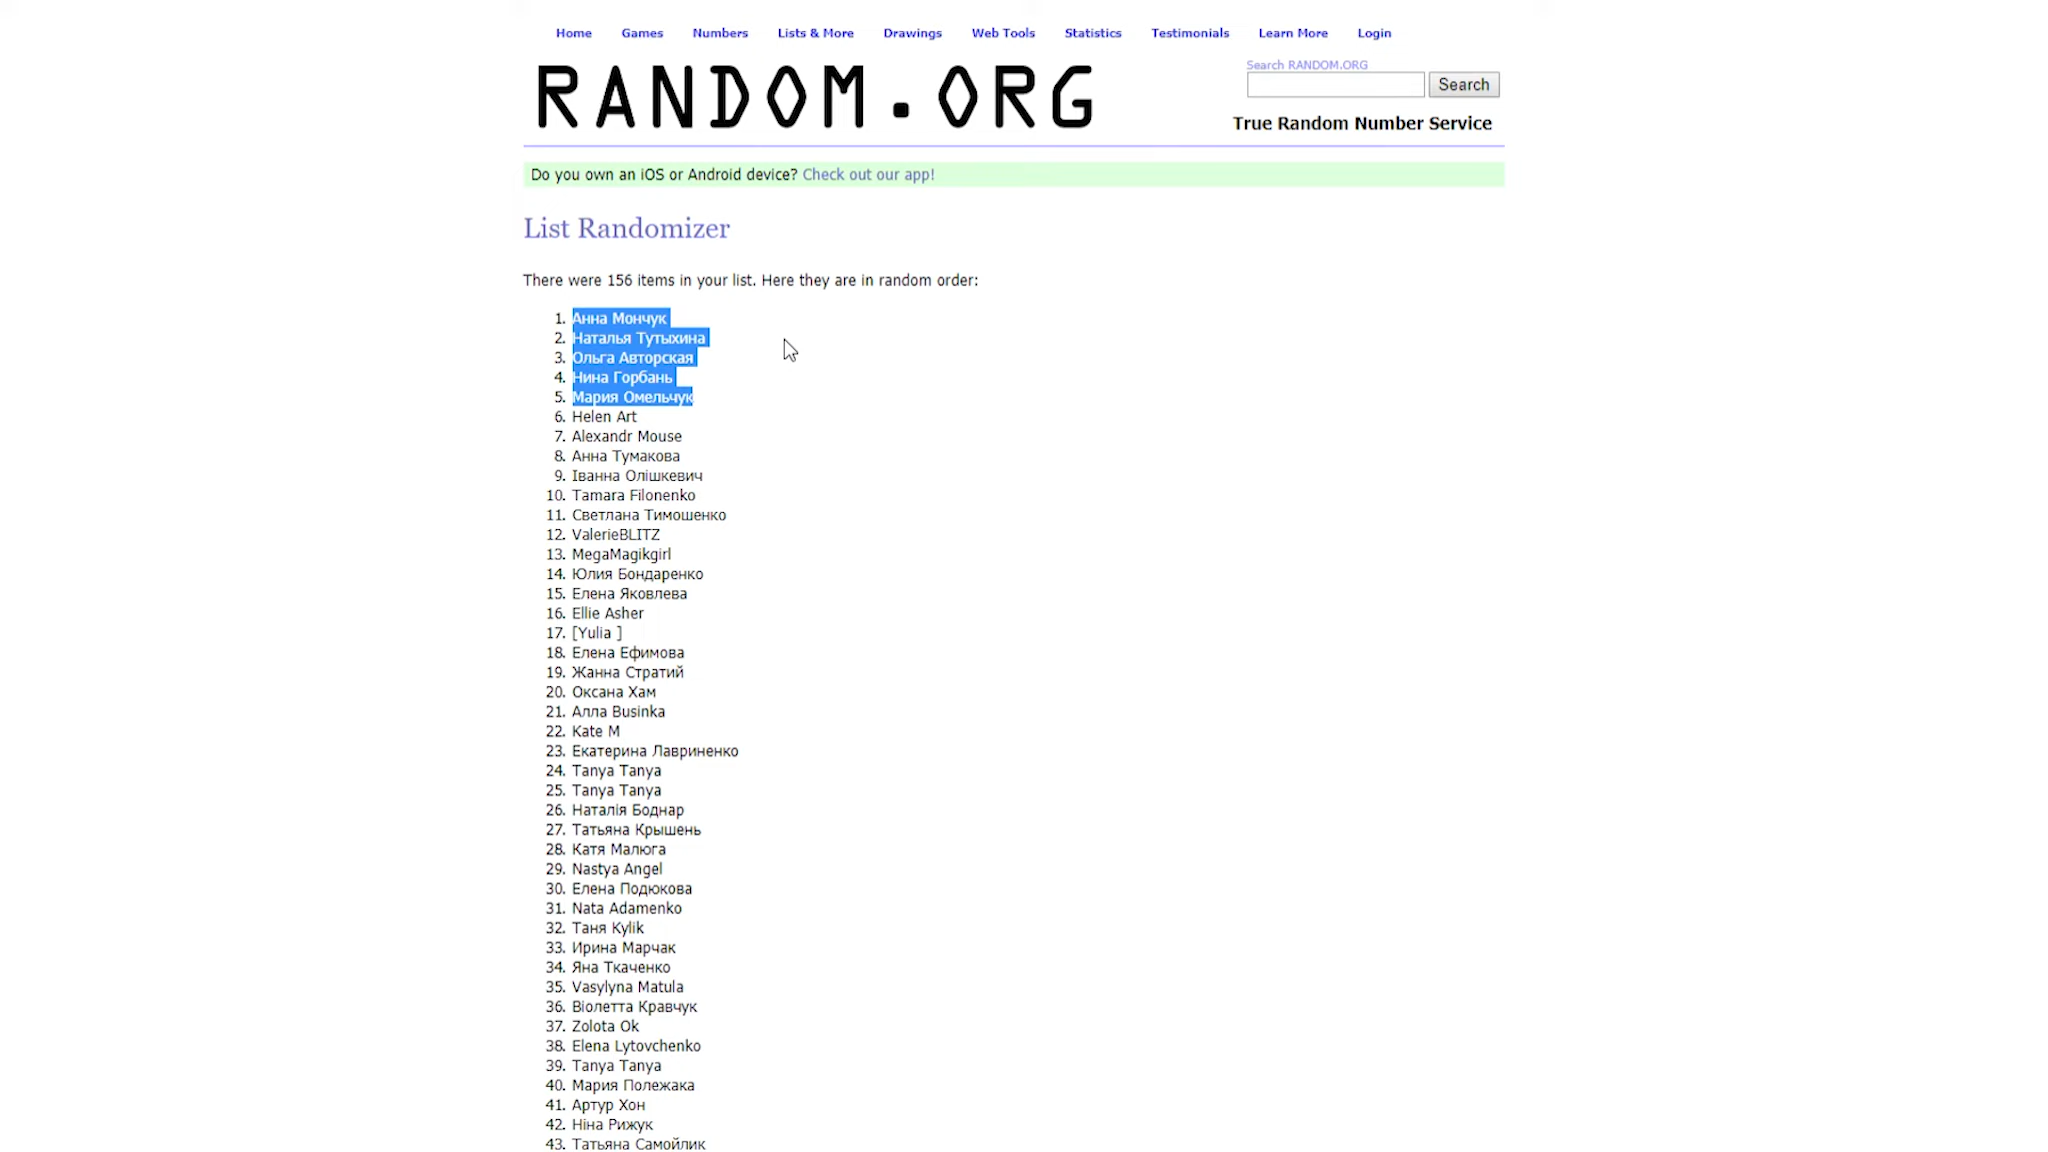 Home Games Numbers Lists & More Drawings Web Tools Statistics Testimonials Learn More Login
RANDOM.ORG
Search RANDOM.ORG
Search
True Random Number Service
Do you own an iOS or Android device? Check out our app!
List Randomizer
There were 156 items in your list. Here they are in random order:
1. Анна Мончук
2. Наталья Тутыхина
3. Ольга Авторская
4. Нина Горбань
5. Мария Омельчук
6. Helen Art
7. Alexandr Mouse
8. Анна Тумакова
9. Іванна Олішкевич
10. Tamara Filonenko
11. Светлана Тимошенко
12. ValerieBLITZ
13. MegaMagikgirl
14. Юлия Бондаренко
15. Елена Яковлева
16. Ellie Asher
17. [Yulia ]
18. Елена Ефимова
19. Жанна Стратий
20. Оксана Хам
21. Алла Businka
22. Kate M
23. Екатерина Лавриненко
24. Tanya Tanya
25. Tanya Tanya
26. Наталія Боднар
27. Татьяна Крышень
28. Катя Малюга
29. Nastya Angel
30. Елена Подюкова
31. Nata Adamenko
32. Таня Kylik
33. Ирина Марчак
34. Яна Ткаченко
35. Vasylyna Matula
36. Віолетта Кравчук
37. Zolota Ok
38. Elena Lytovchenko
39. Tanya Tanya
40. Мария Полежака
41. Артур Хон
42. Ніна Рижук
43. Татьяна Самойлик